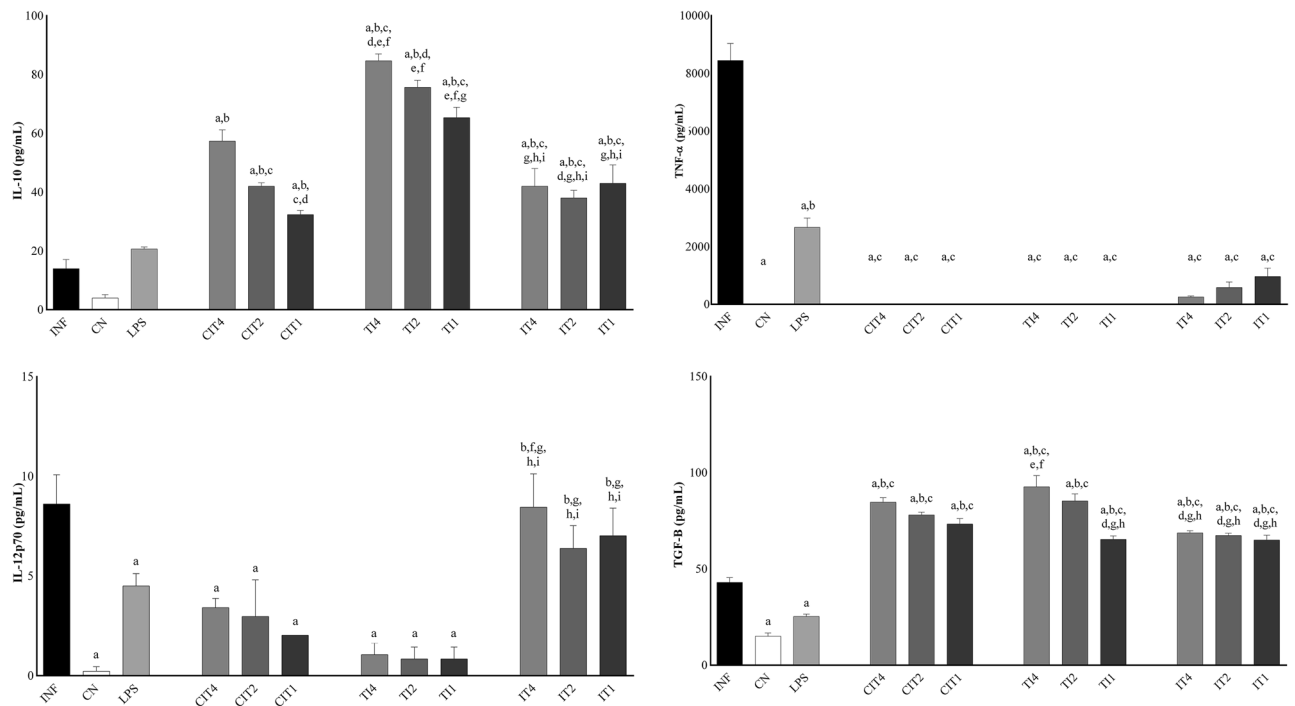 IL-10 (pg/mL)
100
80
60
40
20
0
a,b
a,b,c
a,b,
c,d
a,b,c,
d,e,f
a,b,d,
e,f
a,b,c,
e,f,g
a,b,c,
g,h,i
a,b,c,
d,g,h,i
a,b,c,
g,h,i
INF CN LPS CIT4 CIT2 CIT1 TI4 TI2 TI1 IT4 IT2 IT1
TNF-α (pg/mL)
10000
8000
6000
4000
2000
0
a
a,b
a,c a,c a,c a,c a,c a,c a,c a,c a,c
INF CN LPS CIT4 CIT2 CIT1 TI4 TI2 TI1 IT4 IT2 IT1
IL-12p70 (pg/mL)
15
10
5
0
a
a
a
a
a
a a a
b,f,g,
h,i
b,g,
h,i
b,g,
h,i
INF CN LPS CIT4 CIT2 CIT1 TI4 TI2 TI1 IT4 IT2 IT1
TGF-B (pg/mL)
150
100
50
0
a
a
a,b,c
a,b,c
a,b,c
a,b,c,
e,f
a,b,c
a,b,c,
d,g,h
a,b,c,
d,g,h
a,b,c,
d,g,h
a,b,c,
d,g,h
INF CN LPS CIT4 CIT2 CIT1 TI4 TI2 TI1 IT4 IT2 IT1